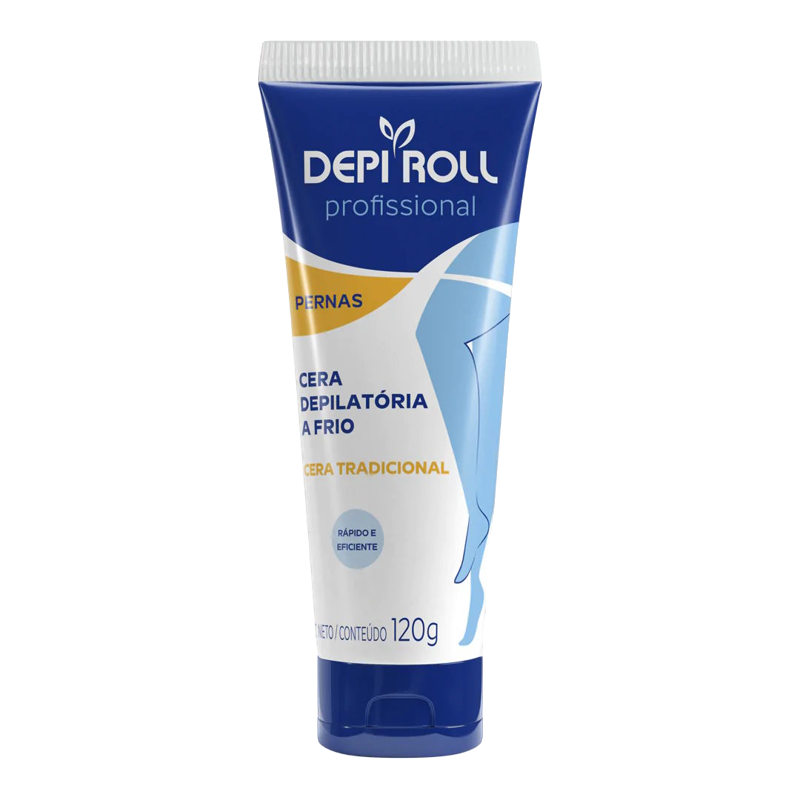 DEPI ROLL
profissional
PERNAS
CERA
DEPILATÓRIA
A FRIO
CERA TRADICIONAL
RÁPIDO E
EFICIENTE
NETO / CONTEÚDO 120g